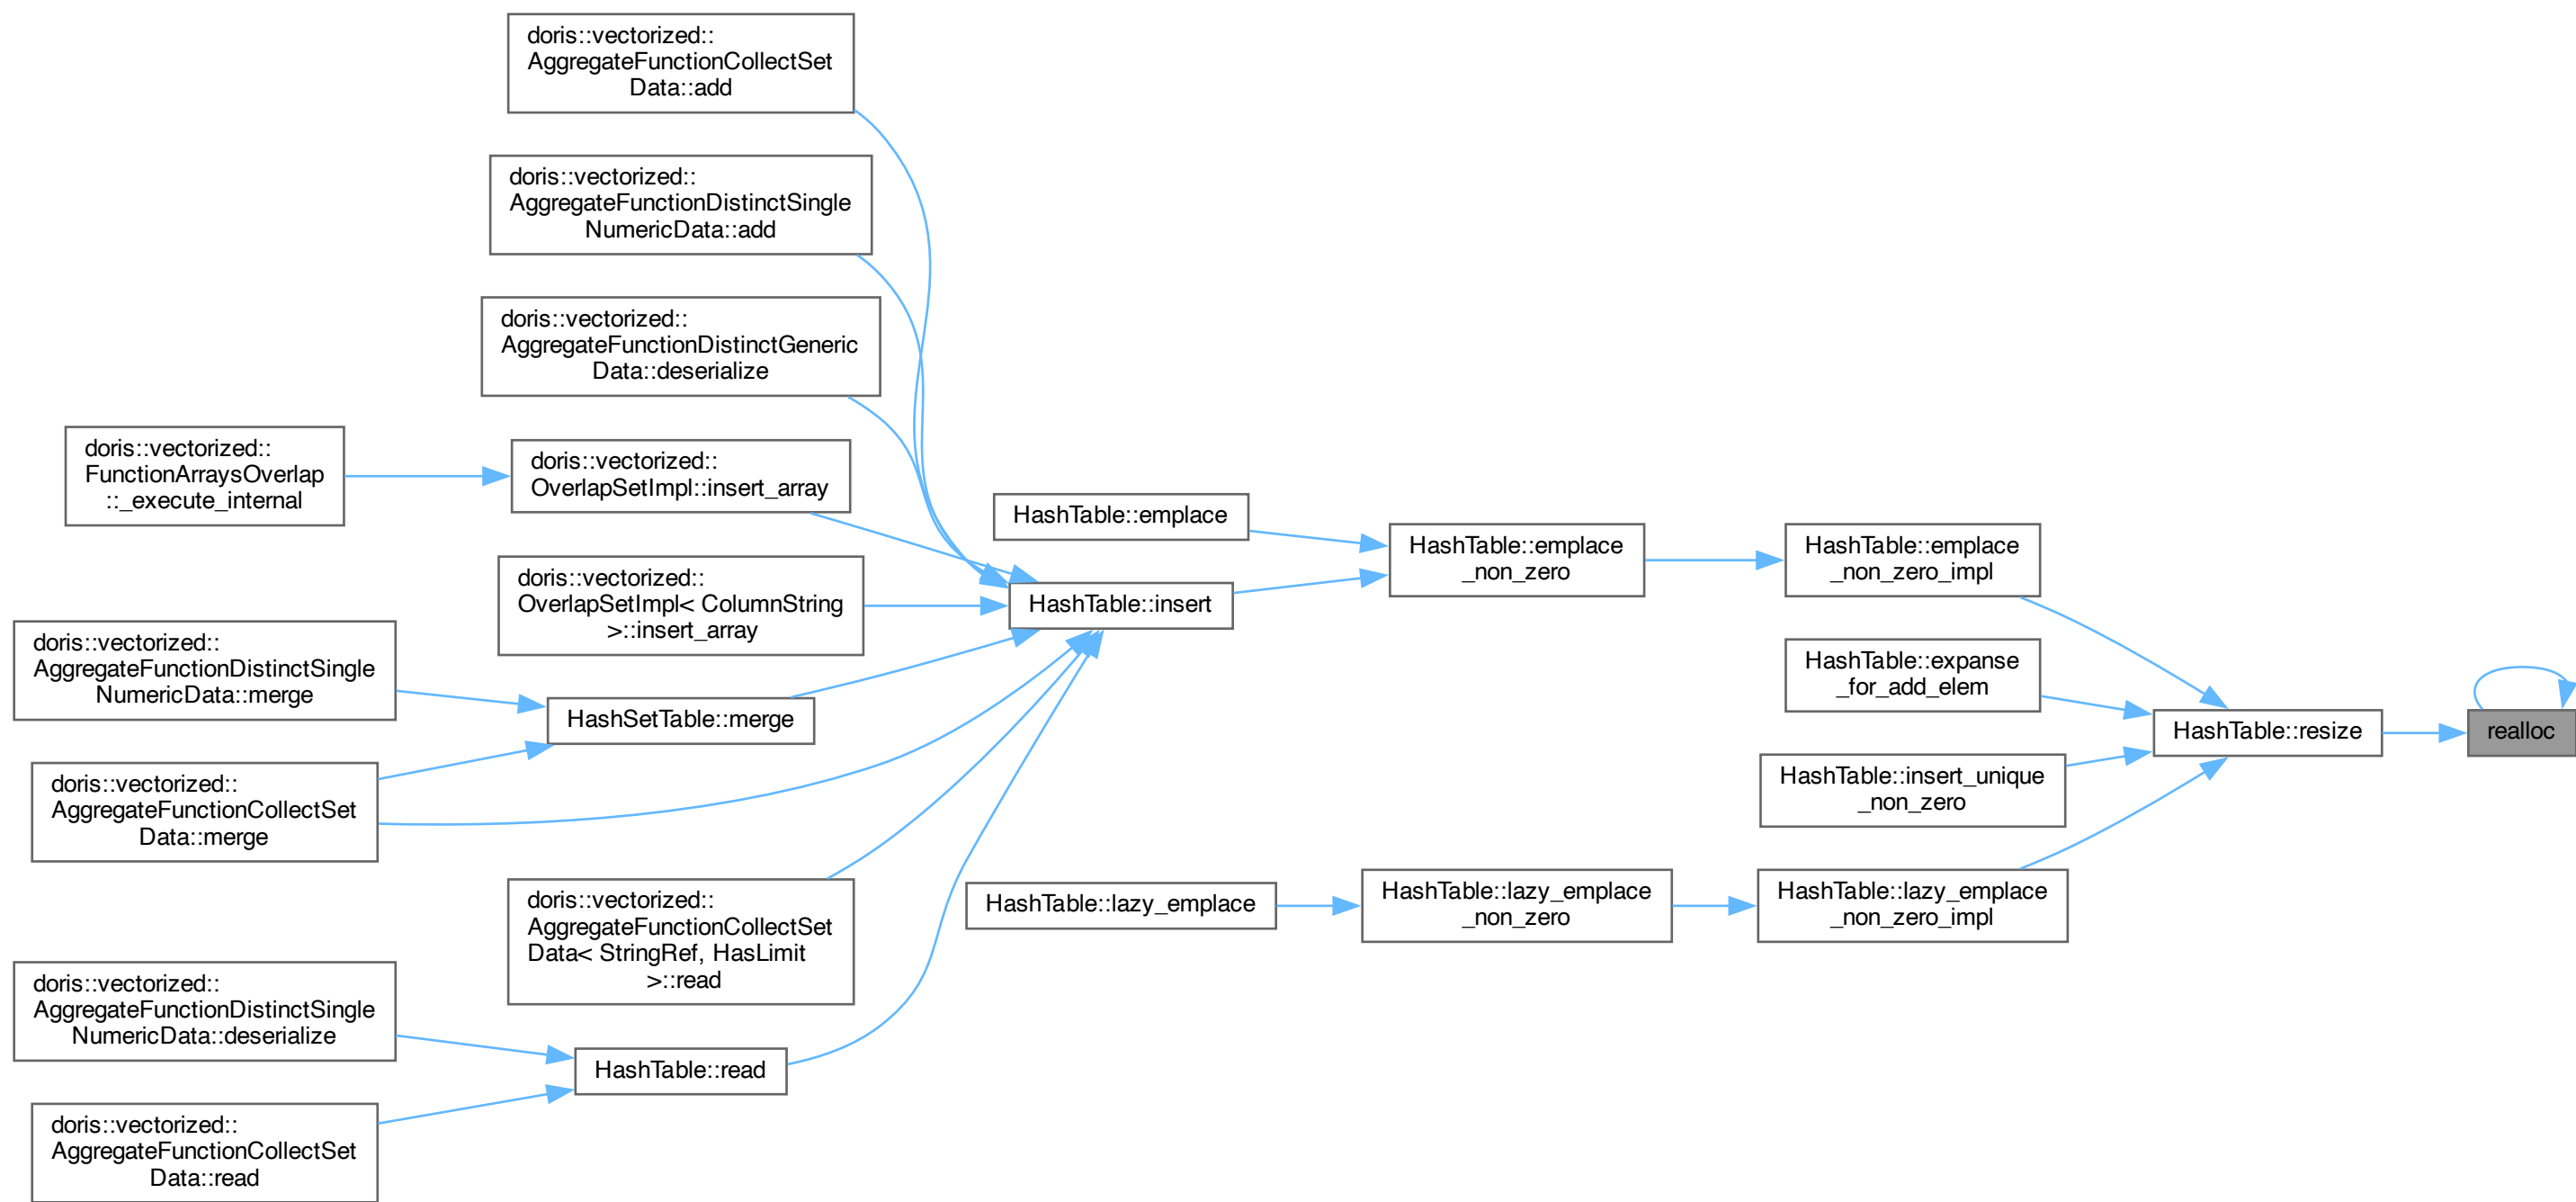 doris::vectorized::
AggregateFunctionCollectSet
Data::add
doris::vectorized::
AggregateFunctionDistinctSingle
NumericData::add
doris::vectorized::
AggregateFunctionDistinctGeneric
Data::deserialize
doris::vectorized::
FunctionArraysOverlap
::_execute_internal
doris::vectorized::
OverlapSetImpl::insert_array
doris::vectorized::
OverlapSetImpl< ColumnString
>::insert_array
doris::vectorized::
AggregateFunctionDistinctSingle
NumericData::merge
HashSetTable::merge
doris::vectorized::
AggregateFunctionCollectSet
Data::merge
doris::vectorized::
AggregateFunctionCollectSet
Data< StringRef, HasLimit
>::read
doris::vectorized::
AggregateFunctionDistinctSingle
NumericData::deserialize
HashTable::read
doris::vectorized::
AggregateFunctionCollectSet
Data::read
HashTable::emplace
HashTable::insert
HashTable::lazy_emplace
HashTable::emplace
_non_zero
HashTable::lazy_emplace
_non_zero
HashTable::emplace
_non_zero_impl
HashTable::expanse
_for_add_elem
HashTable::insert_unique
_non_zero
HashTable::lazy_emplace
_non_zero_impl
HashTable::resize
realloc